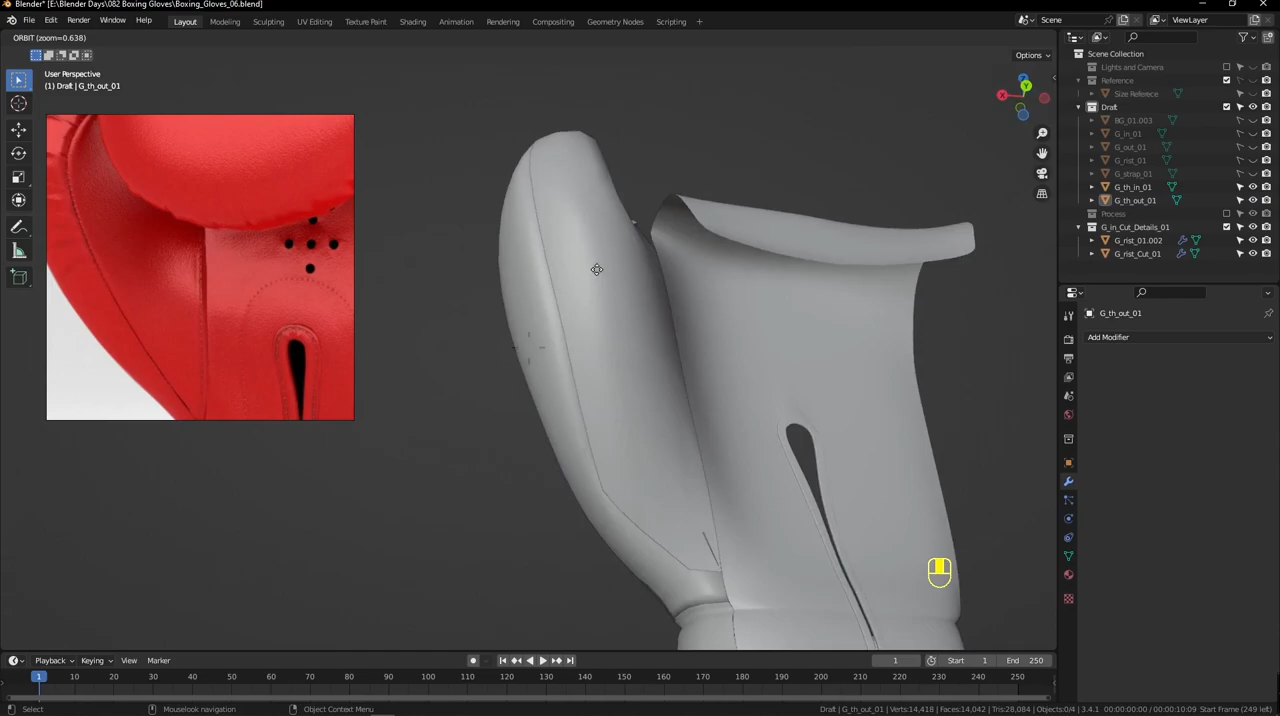 Blender* [E:\Blender Days\082 Boxing Gloves\Boxing_Gloves_06.blend]
File Edit Render Window Help Layout Modeling Sculpting UV Editing Texture Paint Shading Animation Rendering Compositing Geometry Nodes Scripting + Scene ViewLayer
ORBIT (zoom=0.638)
Options
User Perspective
(1) Draft | G_th_out_01
X
Y
Z
Scene Collection
Lights and Camera
Reference
Size Referece
Draft
BG_01.003
G_in_01
G_out_01
G_rist_01
G_strap_01
G_th_in_01
G_th_out_01
Process
G_in_Cut_Details_01
G_rist_01.002
G_rist_Cut_01
G_th_out_01
Add Modifier
Playback Keying View Marker 1 Start 1 End 250
1 10 20 30 40 50 60 70 80 90 100 110 120 130 140 150 160 170 180 190 200 210 220 230 240 250
Select Mouselook navigation Object Context Menu Draft | G_th_out_01 | Verts:14,418 | Faces:14,042 | Tris:28,084 | Objects:0/4 | 3.4.1 00:00:00:00 / 00:00:10:09 Start Frame (249 left)